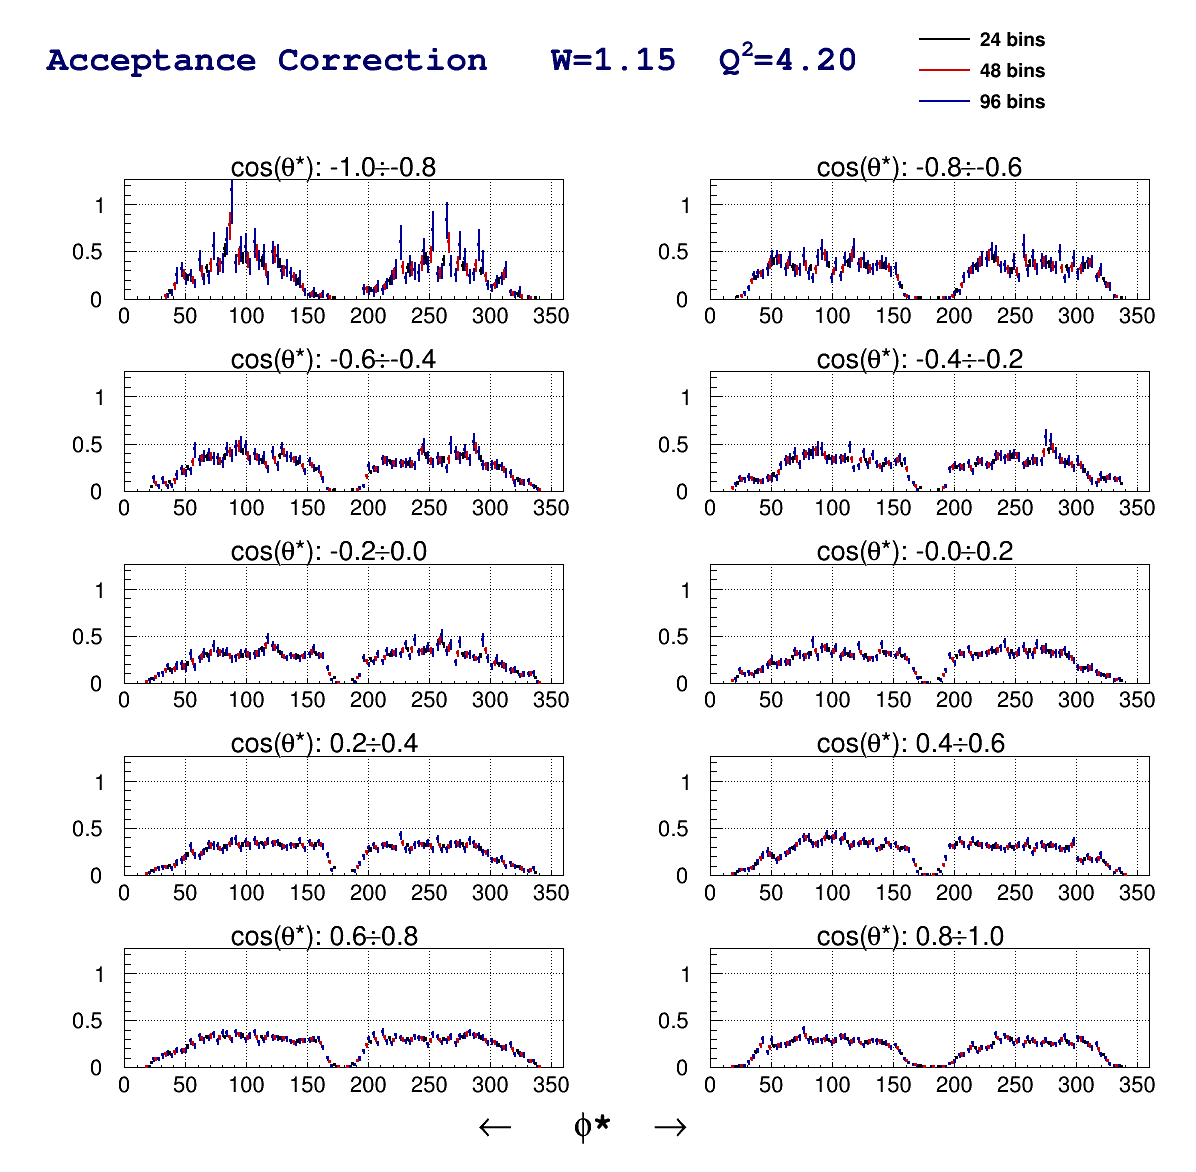 Acceptance Correction W=1.15 Q²=4.20
24 bins
48 bins
96 bins
cos(θ*): -1.0÷-0.8
1
0.5
0
0 50 100 150 200 250 300 350
cos(θ*): -0.8÷-0.6
1
0.5
0
0 50 100 150 200 250 300 350
cos(θ*): -0.6÷-0.4
1
0.5
0
0 50 100 150 200 250 300 350
cos(θ*): -0.4÷-0.2
1
0.5
0
0 50 100 150 200 250 300 350
cos(θ*): -0.2÷0.0
1
0.5
0
0 50 100 150 200 250 300 350
cos(θ*): -0.0÷0.2
1
0.5
0
0 50 100 150 200 250 300 350
cos(θ*): 0.2÷0.4
1
0.5
0
0 50 100 150 200 250 300 350
cos(θ*): 0.4÷0.6
1
0.5
0
0 50 100 150 200 250 300 350
cos(θ*): 0.6÷0.8
1
0.5
0
0 50 100 150 200 250 300 350
cos(θ*): 0.8÷1.0
1
0.5
0
0 50 100 150 200 250 300 350
← ϕ* →